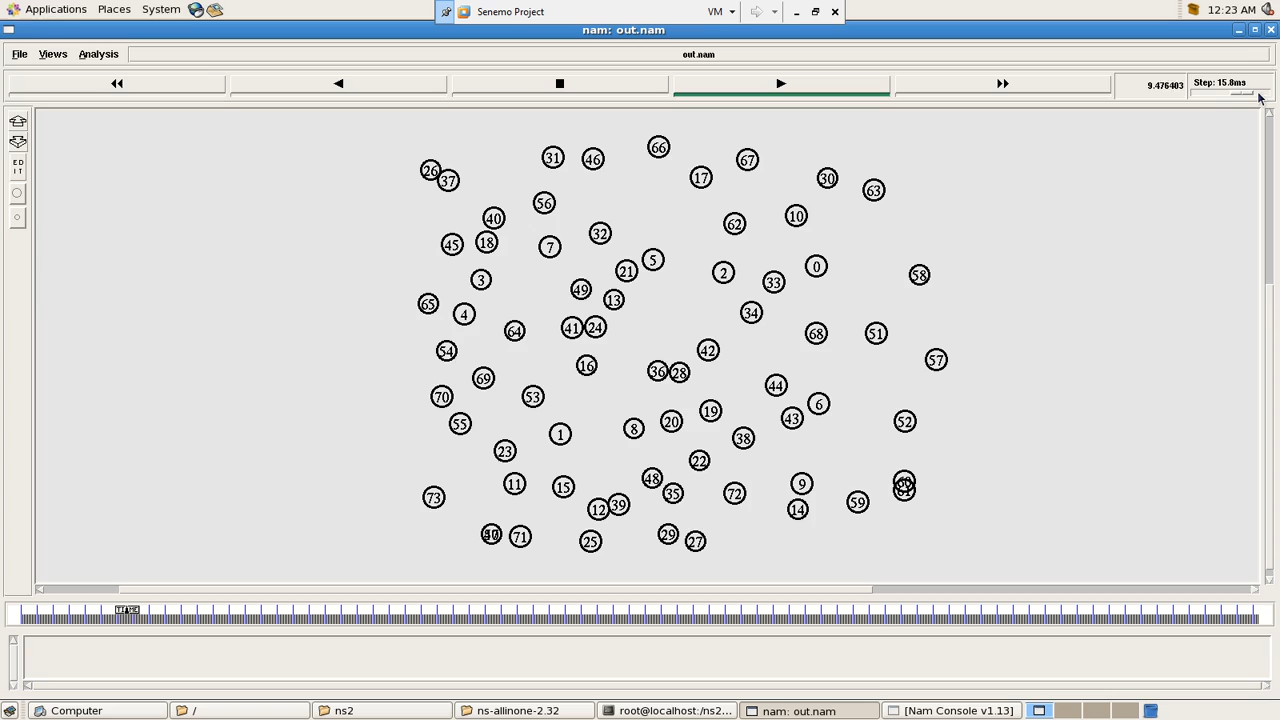 Applications Places System
Senemo Project
VM
12:23 AM
nam: out.nam
File Views Analysis
out.nam
9.476403
Step: 15.8ms
ED
IT
66
31 46 67
26 17 30
37 63
56
40 10
62
32
45 18 7
5 0
21 2 58
3 33
49
13
65
4 34
41 24
64 68 51
42
54 57
16
36 28
69 44
70 53
19 6
43
20 52
55
8
1 38
23
22
48
11 9
15
35 72
73 61
59
39
12 14
71 29
25 27
TIME
Computer
/
ns2
ns-allinone-2.32
root@localhost:/ns2...
nam: out.nam
[Nam Console v1.13]